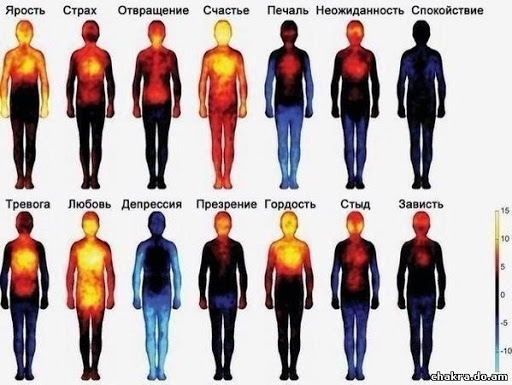 Ярость Страх Отвращение Счастье Печаль Неожиданность Спокойствие
Тревога Любовь Депрессия Презрение Гордость Стыд Зависть
15
10
5
0
-5
-10
chakra.do.am